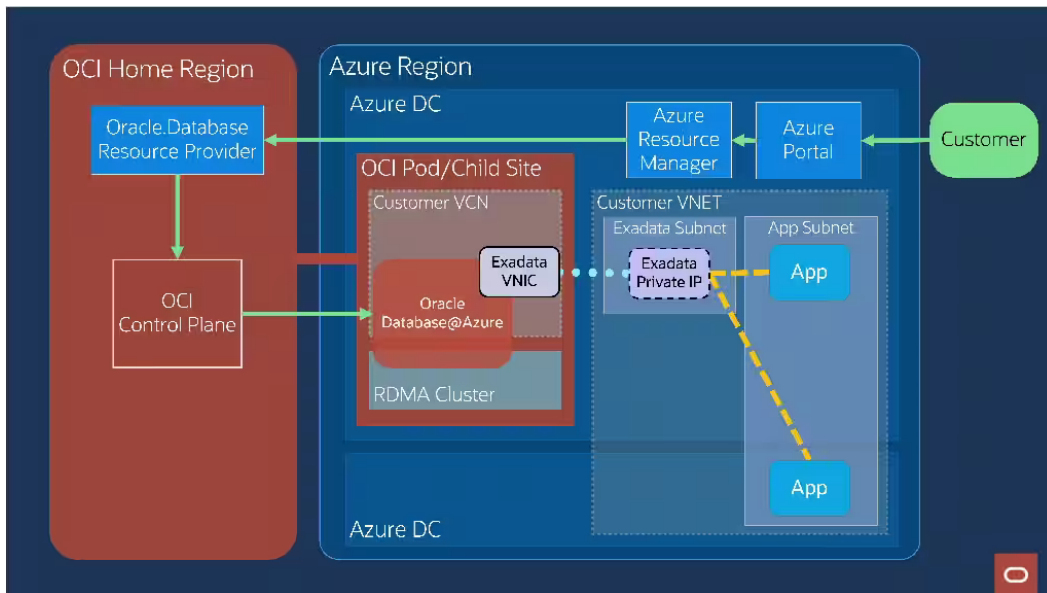 OCI Home Region
Oracle.Database
Resource Provider
OCI
Control Plane
Azure Region
Azure DC
Azure
Resource
Manager
Azure
Portal
Customer
OCI Pod/Child Site
Customer VCN
Exadata
VNIC
Oracle
Database@Azure
RDMA Cluster
Customer VNET
Exadata Subnet
Exadata
Private IP
App Subnet
App
App
Azure DC